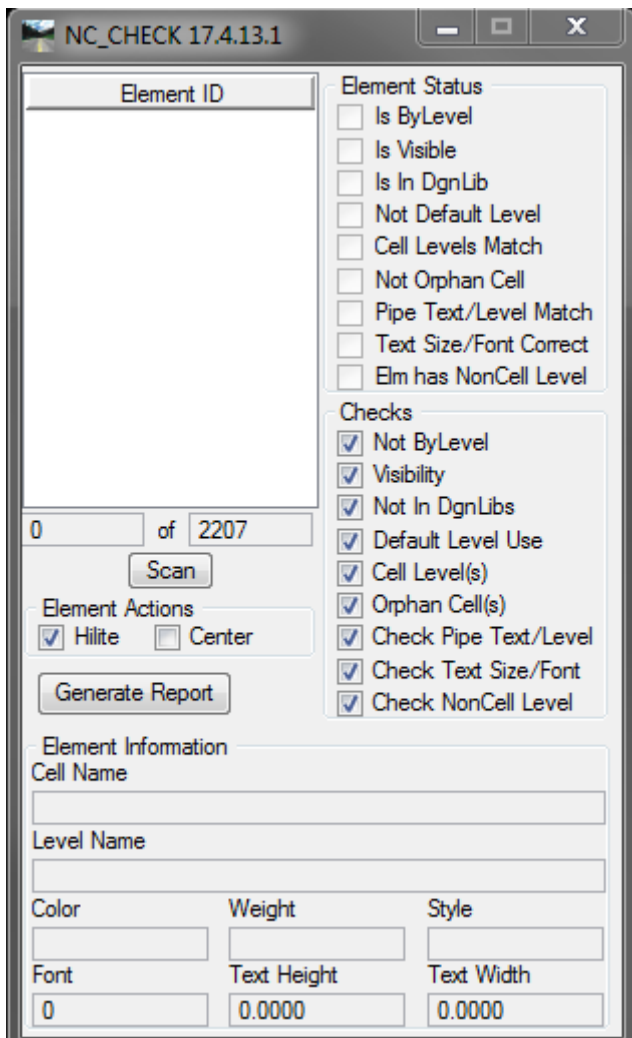 NC_CHECK 17.4.13.1
Element ID
0 of 2207
Scan
Element Actions
Hilite Center
Generate Report
Element Status
Is ByLevel
Is Visible
Is In DgnLib
Not Default Level
Cell Levels Match
Not Orphan Cell
Pipe Text/Level Match
Text Size/Font Correct
Elm has NonCell Level
Checks
Not ByLevel
Visibility
Not In DgnLibs
Default Level Use
Cell Level(s)
Orphan Cell(s)
Check Pipe Text/Level
Check Text Size/Font
Check NonCell Level
Element Information
Cell Name
Level Name
Color Weight Style
Font Text Height Text Width
0 0.0000 0.0000